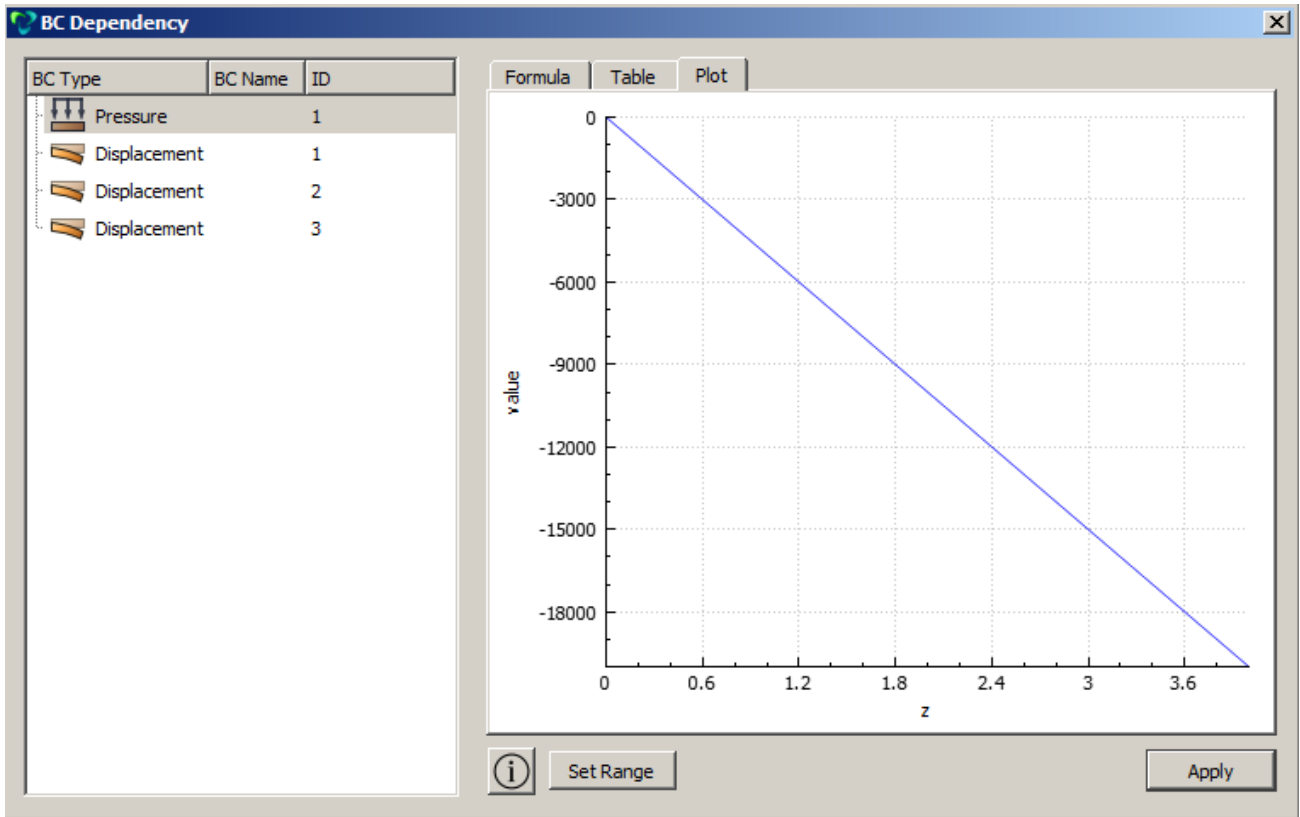 BC Dependency
BC Type BC Name ID
Pressure 1
Displacement 1
Displacement 2
Displacement 3
Formula Table Plot
0
-3000
-6000
-9000
-12000
-15000
-18000
value
0 0.6 1.2 1.8 2.4 3 3.6
z
i Set Range Apply